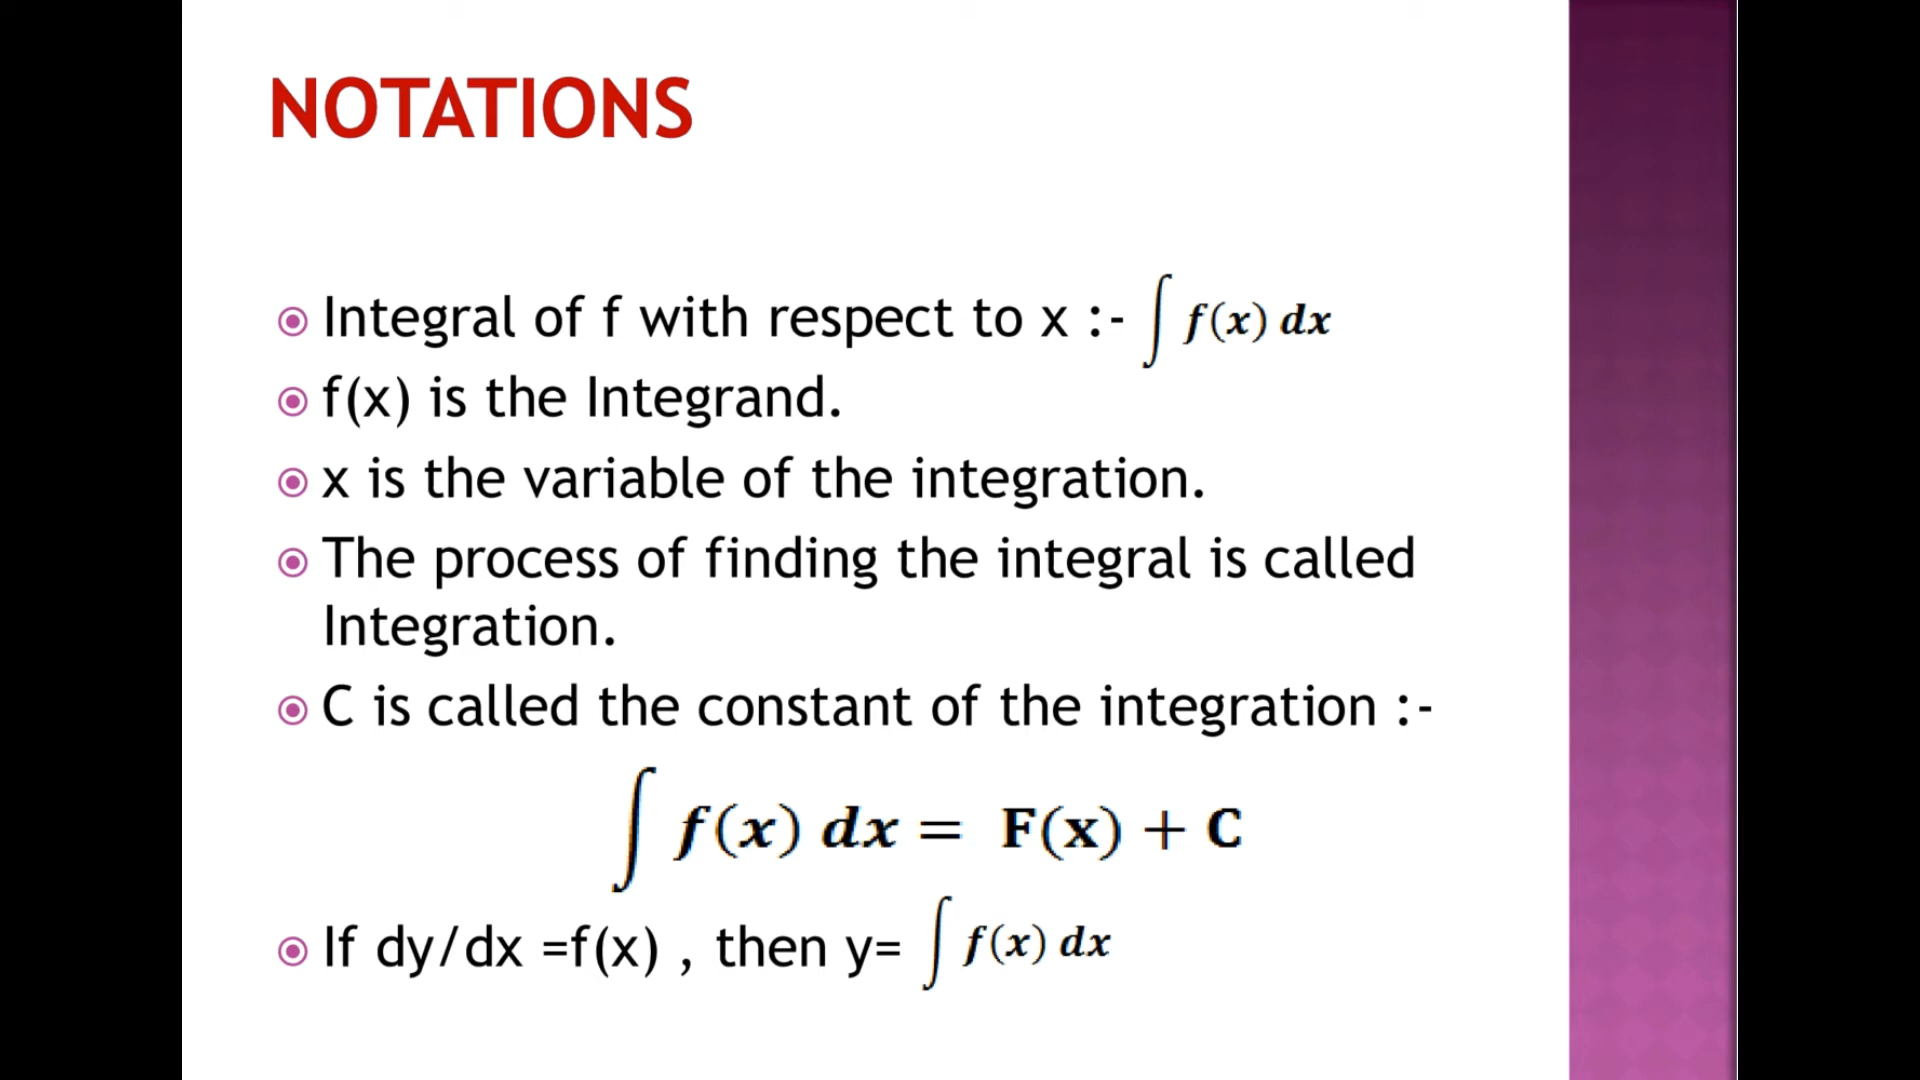 NOTATIONS
Integral of f with respect to x :- ∫ f(x) dx
f(x) is the Integrand.
x is the variable of the integration.
The process of finding the integral is called
Integration.
C is called the constant of the integration :-
∫ f(x) dx = F(x) + C
If dy/dx =f(x) , then y= ∫ f(x) dx